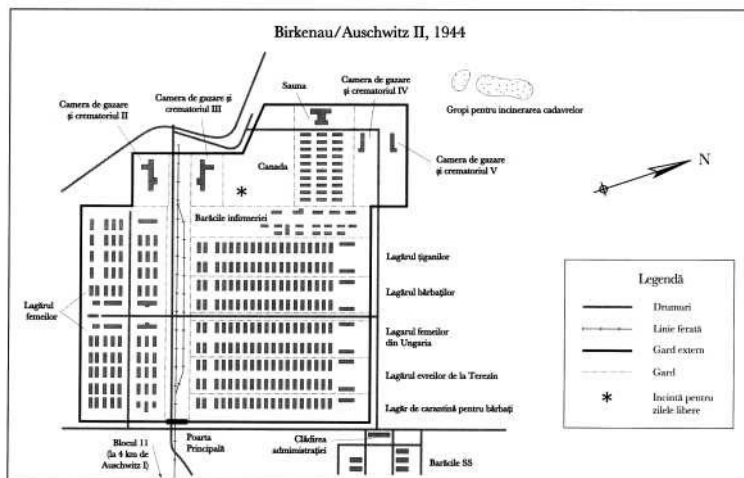 Birkenau/Auschwitz II, 1944
Camera de gazare și
crematoriul II
Camera de gazare și
crematoriul III
Sauna
Camera de gazare și
crematoriul IV
Gropi pentru incinerarea cadavrelor
Camera de gazare
și crematoriul V
Canada
N
Barăcile infirmeriei
Lagărul țiganilor
Lagărul bărbaților
Lagărul
femeilor
Lagarul femeilor
din Ungaria
Lagărul evreilor de la Terezin
Lagăr de carantină pentru bărbați
Legendă
Drumuri
Linie ferată
Gard extern
Gard
Incintă pentru
zilele libere
Blocul 11
(la 4 km de
Auschwitz I)
Poarta
Principală
Clădirea
administrației
Barăcile SS